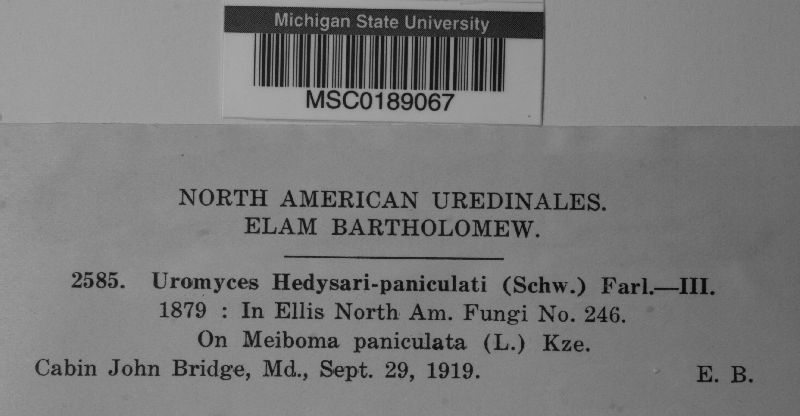 Michigan State University
MSC0189067
NORTH AMERICAN UREDINALES.
ELAM BARTHOLOMEW.
2585. Uromyces Hedysari-paniculati (Schw.) Farl.—III.
1879 : In Ellis North Am. Fungi No. 246.
On Meiboma paniculata (L.) Kze.
Cabin John Bridge, Md., Sept. 29, 1919. E. B.